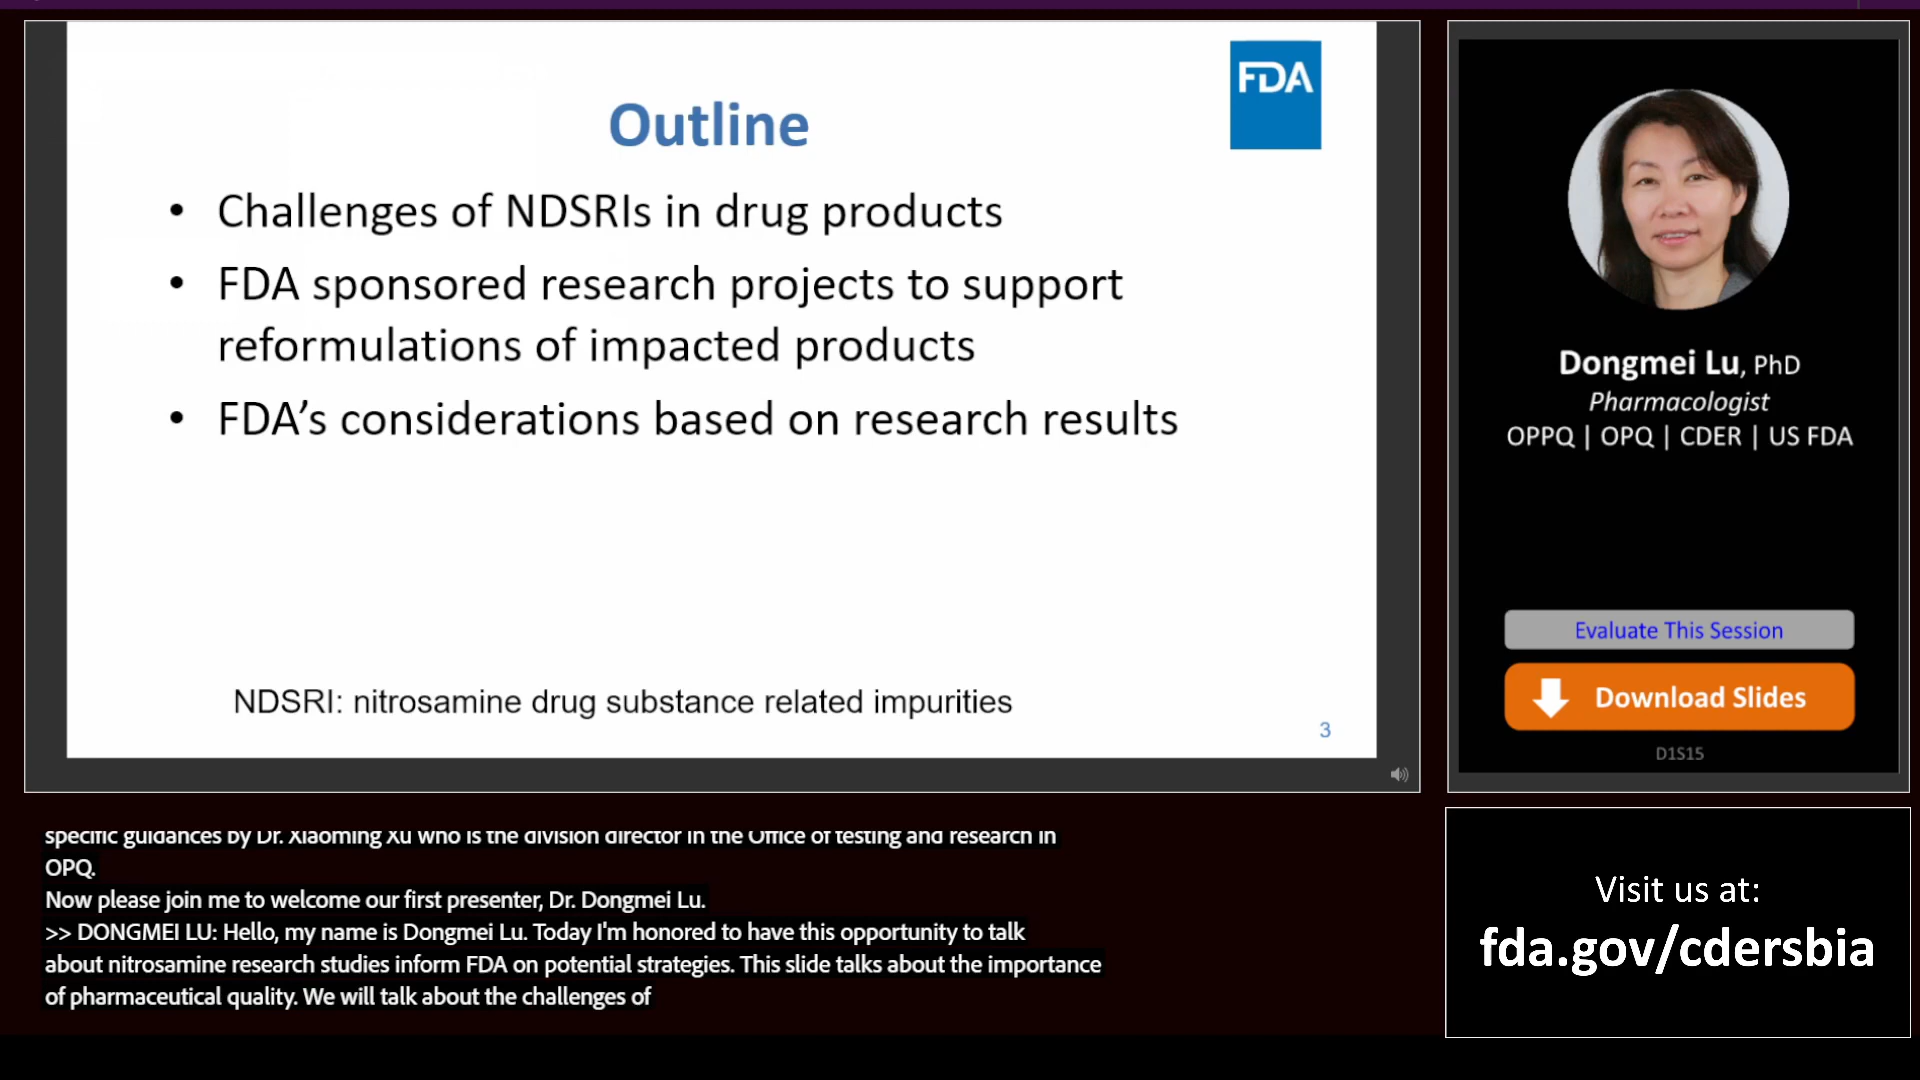 FDA
Outline
• Challenges of NDSRIs in drug products
• FDA sponsored research projects to support
reformulations of impacted products
• FDA’s considerations based on research results
NDSRI: nitrosamine drug substance related impurities
3
Dongmei Lu, PhD
Pharmacologist
OPPQ | OPQ | CDER | US FDA
Evaluate This Session
Download Slides
D1S15
specific guidances by Dr. Xiaoming Xu who is the division director in the Office of testing and research in
OPQ.
Now please join me to welcome our first presenter, Dr. Dongmei Lu.
>> DONGMEI LU: Hello, my name is Dongmei Lu. Today I'm honored to have this opportunity to talk
about nitrosamine research studies inform FDA on potential strategies. This slide talks about the importance
of pharmaceutical quality. We will talk about the challenges of
Visit us at:
fda.gov/cdersbia